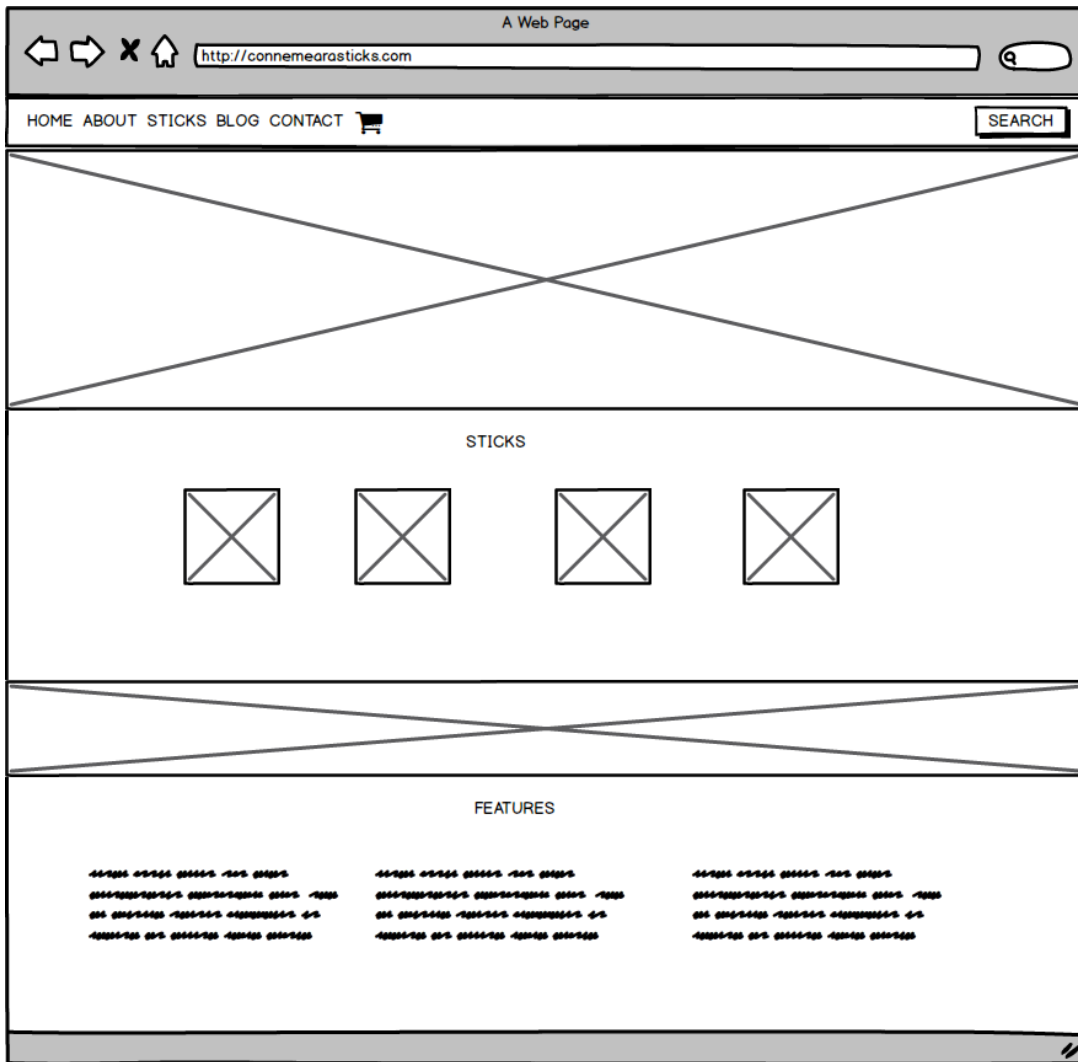 A Web Page
http://connemearasticks.com
HOME ABOUT STICKS BLOG CONTACT
SEARCH
STICKS
FEATURES